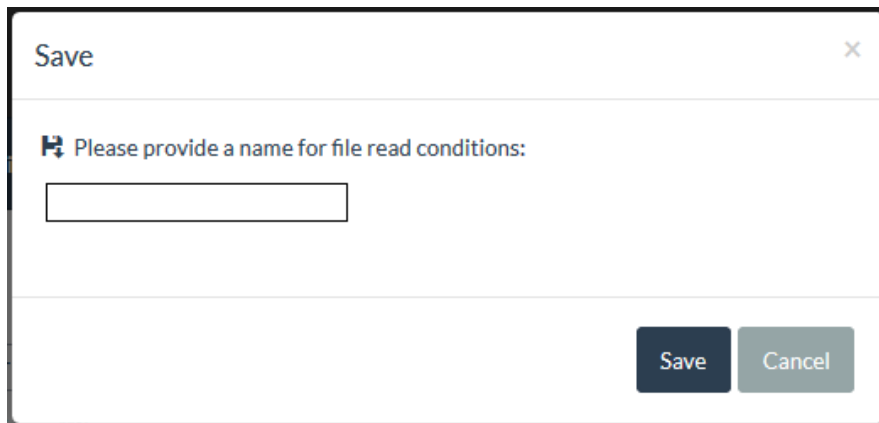 Save
×
Please provide a name for file read conditions:
Save
Cancel